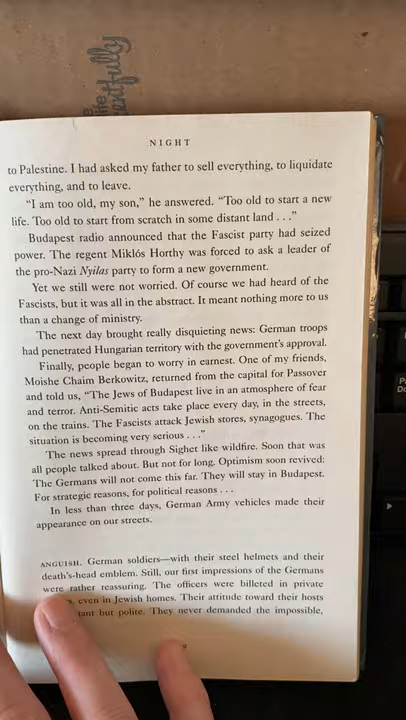 NIGHT
to Palestine. I had asked my father to sell everything, to liquidate
everything, and to leave.
"I am too old, my son," he answered. "Too old to start a new
life. Too old to start from scratch in some distant land . . ."
Budapest radio announced that the Fascist party had seized
power. The regent Miklós Horthy was forced to ask a leader of
the pro-Nazi Nyilas party to form a new government.
Yet we still were not worried. Of course we had heard of the
Fascists, but it was all in the abstract. It meant nothing more to us
than a change of ministry.
The next day brought really disquieting news: German troops
had penetrated Hungarian territory with the government's approval.
Finally, people began to worry in earnest. One of my friends,
Moishe Chaim Berkowitz, returned from the capital for Passover
and told us, "The Jews of Budapest live in an atmosphere of fear
and terror. Anti-Semitic acts take place every day, in the streets,
on the trains. The Fascists attack Jewish stores, synagogues. The
situation is becoming very serious . . ."
The news spread through Sighet like wildfire. Soon that was
all people talked about. But not for long. Optimism soon revived:
The Germans will not come this far. They will stay in Budapest.
For strategic reasons, for political reasons . . .
In less than three days, German Army vehicles made their
appearance on our streets.
ANGUISH. German soldiers—with their steel helmets and their
death's-head emblem. Still, our first impressions of the Germans
were rather reassuring. The officers were billeted in private
even in Jewish homes. Their attitude toward their hosts
but polite. They never demanded the impossible,
9